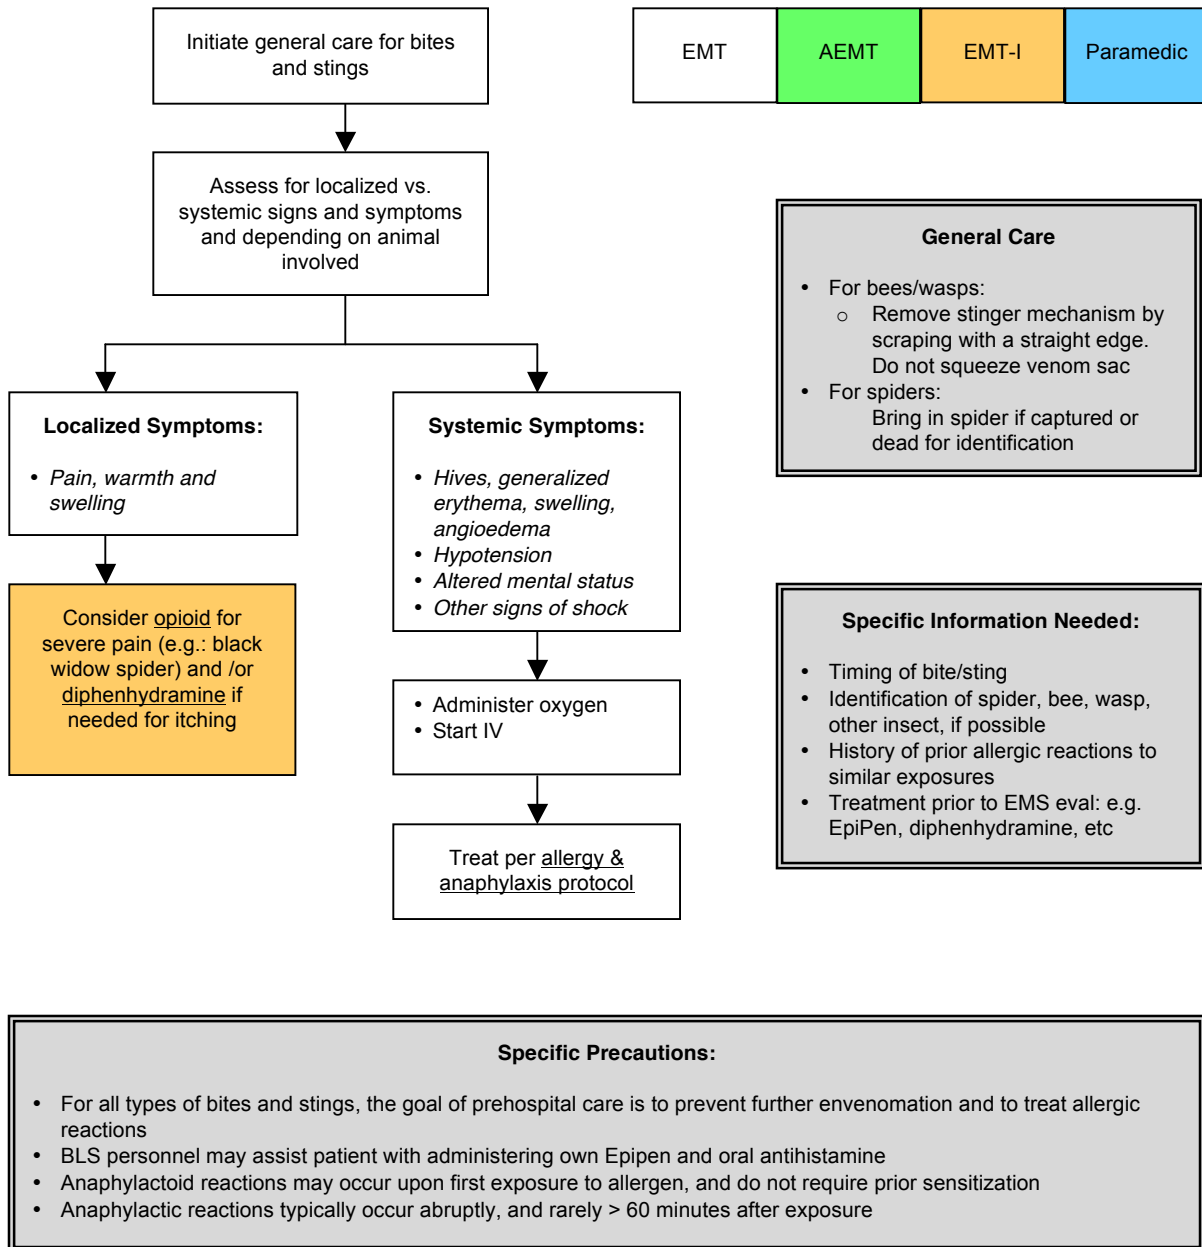 Initiate general care for bites
and stings
EMT
AEMT
EMT-I
Paramedic
Assess for localized vs.
systemic signs and symptoms
and depending on animal
involved
General Care
• For bees/wasps:
o Remove stinger mechanism by
scraping with a straight edge.
Do not squeeze venom sac
• For spiders:
Bring in spider if captured or
dead for identification
Localized Symptoms:
• Pain, warmth and
swelling
Systemic Symptoms:
• Hives, generalized
erythema, swelling,
angioedema
• Hypotension
• Altered mental status
• Other signs of shock
Consider opioid for
severe pain (e.g.: black
widow spider) and /or
diphenhydramine if
needed for itching
Specific Information Needed:
• Timing of bite/sting
• Identification of spider, bee, wasp,
other insect, if possible
• History of prior allergic reactions to
similar exposures
• Treatment prior to EMS eval: e.g.
EpiPen, diphenhydramine, etc
• Administer oxygen
• Start IV
Treat per allergy &
anaphylaxis protocol
Specific Precautions:
• For all types of bites and stings, the goal of prehospital care is to prevent further envenomation and to treat allergic
reactions
• BLS personnel may assist patient with administering own Epipen and oral antihistamine
• Anaphylactoid reactions may occur upon first exposure to allergen, and do not require prior sensitization
• Anaphylactic reactions typically occur abruptly, and rarely > 60 minutes after exposure